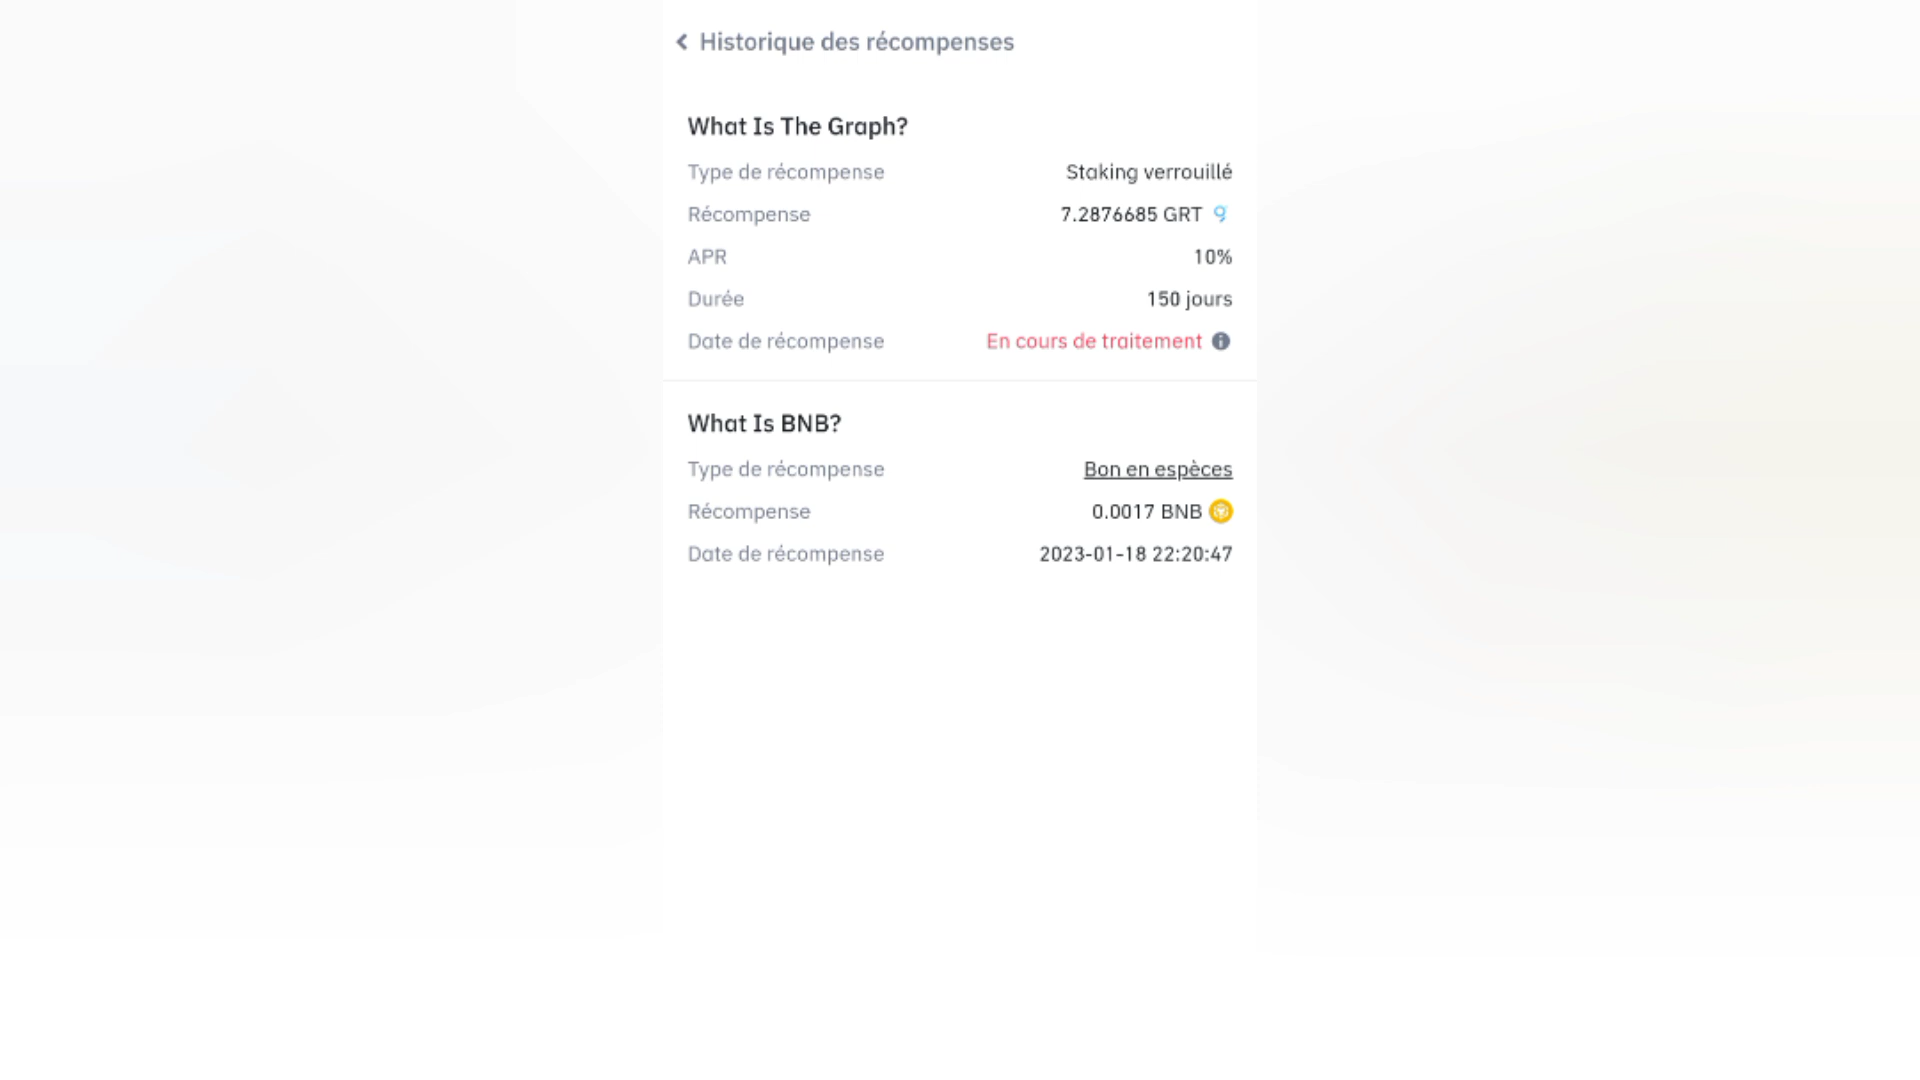 Historique des récompenses
What Is The Graph?
Type de récompense Staking verrouillé
Récompense 7.2876685 GRT
APR 10%
Durée 150 jours
Date de récompense En cours de traitement
What Is BNB?
Type de récompense Bon en espèces
Récompense 0.0017 BNB
Date de récompense 2023-01-18 22:20:47